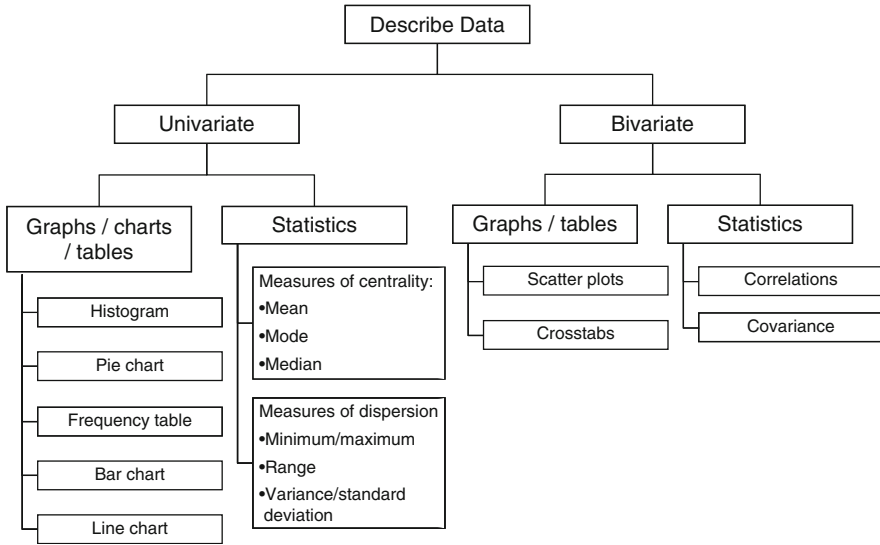 Describe Data
Univariate
Bivariate
Graphs / charts
/ tables
Statistics
Graphs / tables
Statistics
Histogram
Pie chart
Frequency table
Bar chart
Line chart
Measures of centrality:
•Mean
•Mode
•Median
Measures of dispersion
•Minimum/maximum
•Range
•Variance/standard
deviation
Scatter plots
Crosstabs
Correlations
Covariance